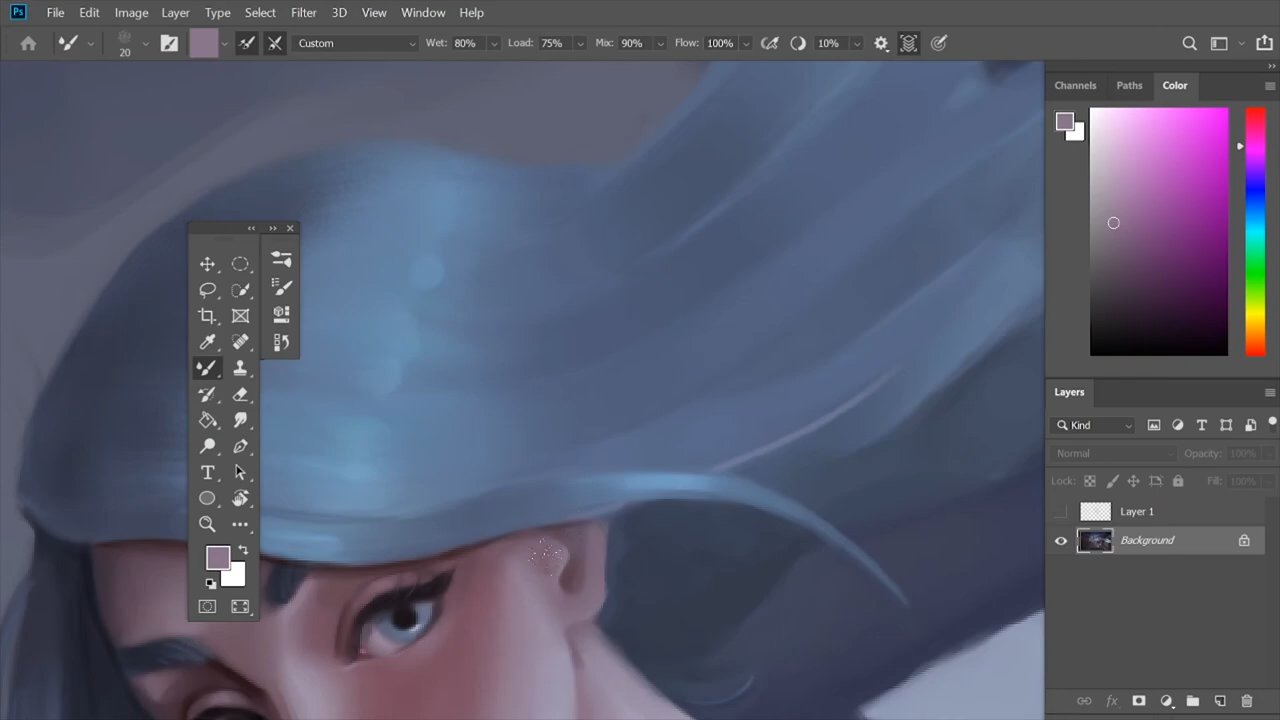 Ps File Edit Image Layer Type Select Filter 3D View Window Help
20 Custom Wet: 80% Load: 75% Mix: 90% Flow: 100% 10%
Channels Paths Color
Layers
Kind
Normal Opacity: 100%
Lock: Fill: 100%
Layer 1
Background
T
fx